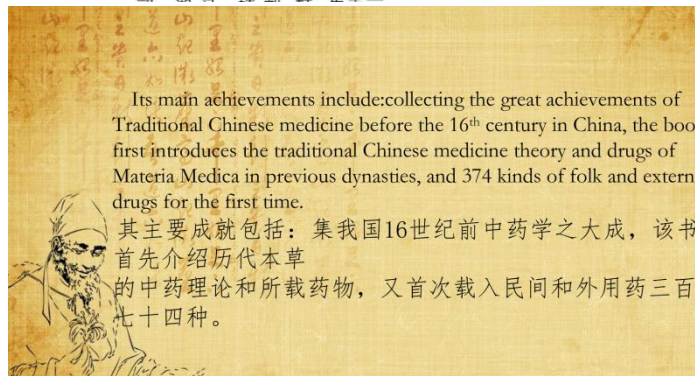 Its main achievements include:collecting the great achievements of
Traditional Chinese medicine before the 16th century in China, the boo
first introduces the traditional Chinese medicine theory and drugs of
Materia Medica in previous dynasties, and 374 kinds of folk and extern
drugs for the first time.
其主要成就包括：集我国16世纪前中药学之大成，该书
首先介绍历代本草
的中药理论和所载药物，又首次载入民间和外用药三百
七十四种。